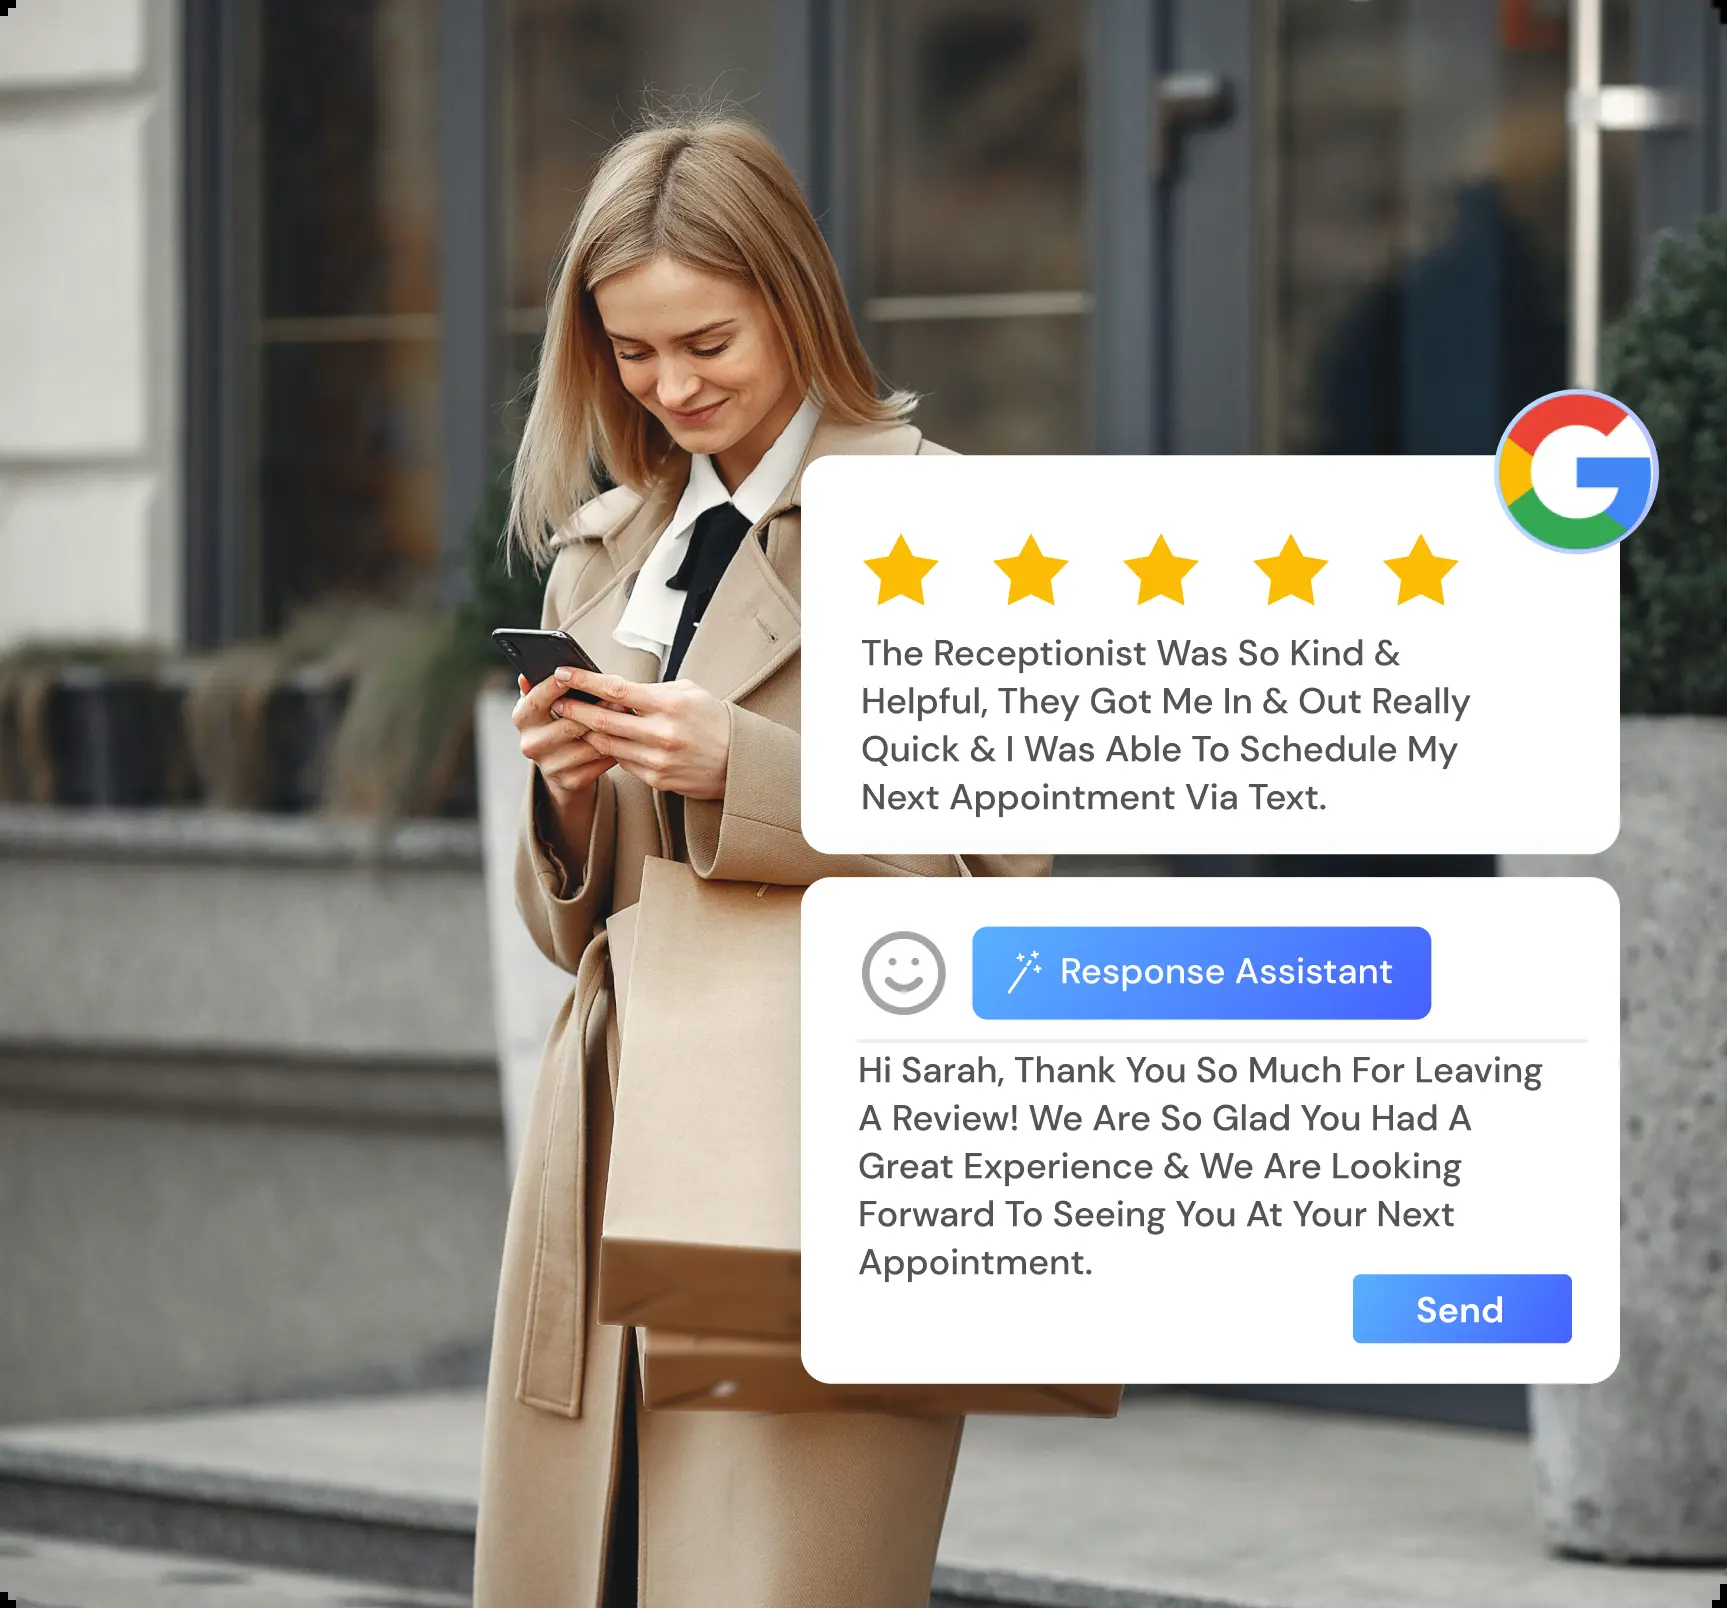 The Receptionist Was So Kind &
Helpful, They Got Me In & Out Really
Quick & I Was Able To Schedule My
Next Appointment Via Text.
Response Assistant
Hi Sarah, Thank You So Much For Leaving
A Review! We Are So Glad You Had A
Great Experience & We Are Looking
Forward To Seeing You At Your Next
Appointment.
Send